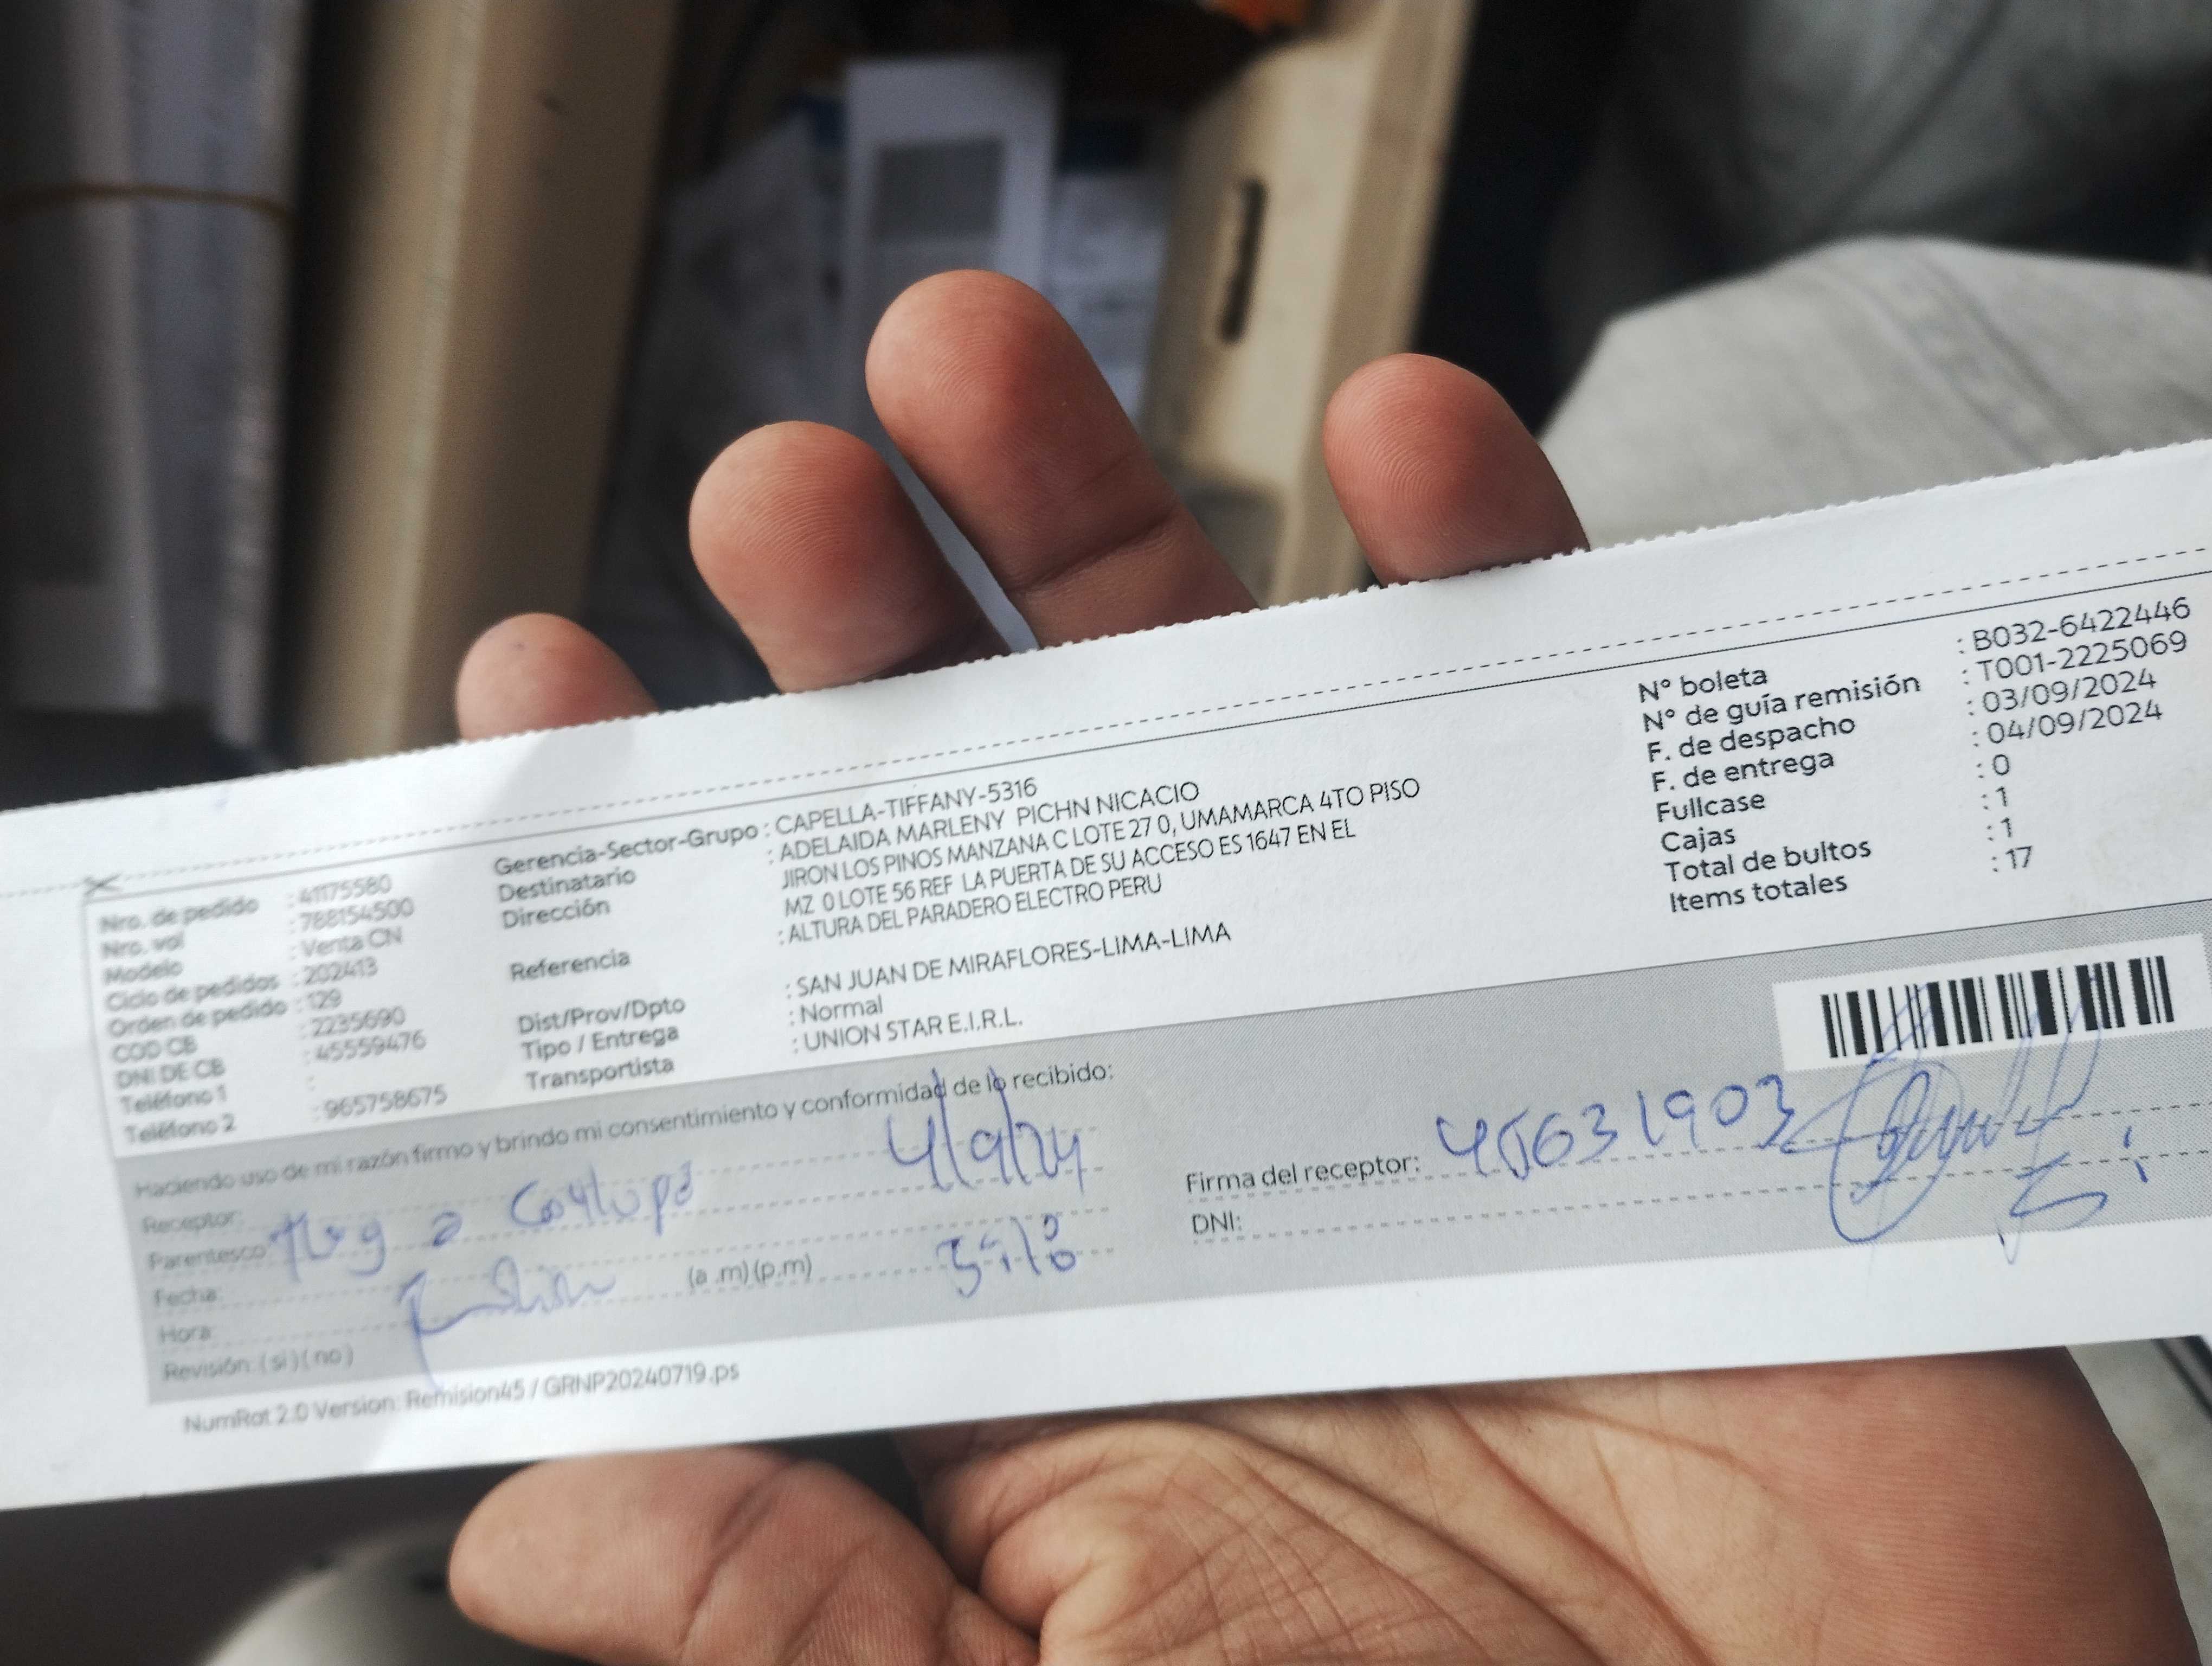 Nro. de pedido : 41175580
Nro. vol : 788154500
Modelo : Venta CN
Ciclo de pedidos : 202413
Orden de pedido : 129
COD CB : 2235690
DNI DE CB : 45559476
Teléfono 1 :
Teléfono 2 : 965758675
Gerencia-Sector-Grupo : CAPELLA-TIFFANY-5316
Destinatario : ADELAIDA MARLENY PICHN NICACIO
Dirección JIRON LOS PINOS MANZANA C LOTE 27 0, UMAMARCA 4TO PISO
MZ 0 LOTE 56 REF LA PUERTA DE SU ACCESO ES 1647 EN EL
Referencia : ALTURA DEL PARADERO ELECTRO PERU
Dist/Prov/Dpto : SAN JUAN DE MIRAFLORES-LIMA-LIMA
Tipo / Entrega : Normal
Transportista : UNION STAR E.I.R.L.
N° boleta : B032-6422446
N° de guía remisión : T001-2225069
F. de despacho : 03/09/2024
F. de entrega : 04/09/2024
Fullcase : 0
Cajas : 1
Total de bultos : 1
Items totales : 17
Haciendo uso de mi razón firmo y brindo mi consentimiento y conformidad de lo recibido:
Receptor:
Parentesco:
Fecha: 4/9/24
Hora: (a .m) (p.m)
Revisión: ( si ) ( no )
Firma del receptor: 45631903
DNI:
NumRot 2.0 Version: Remision45 / GRNP20240719.ps